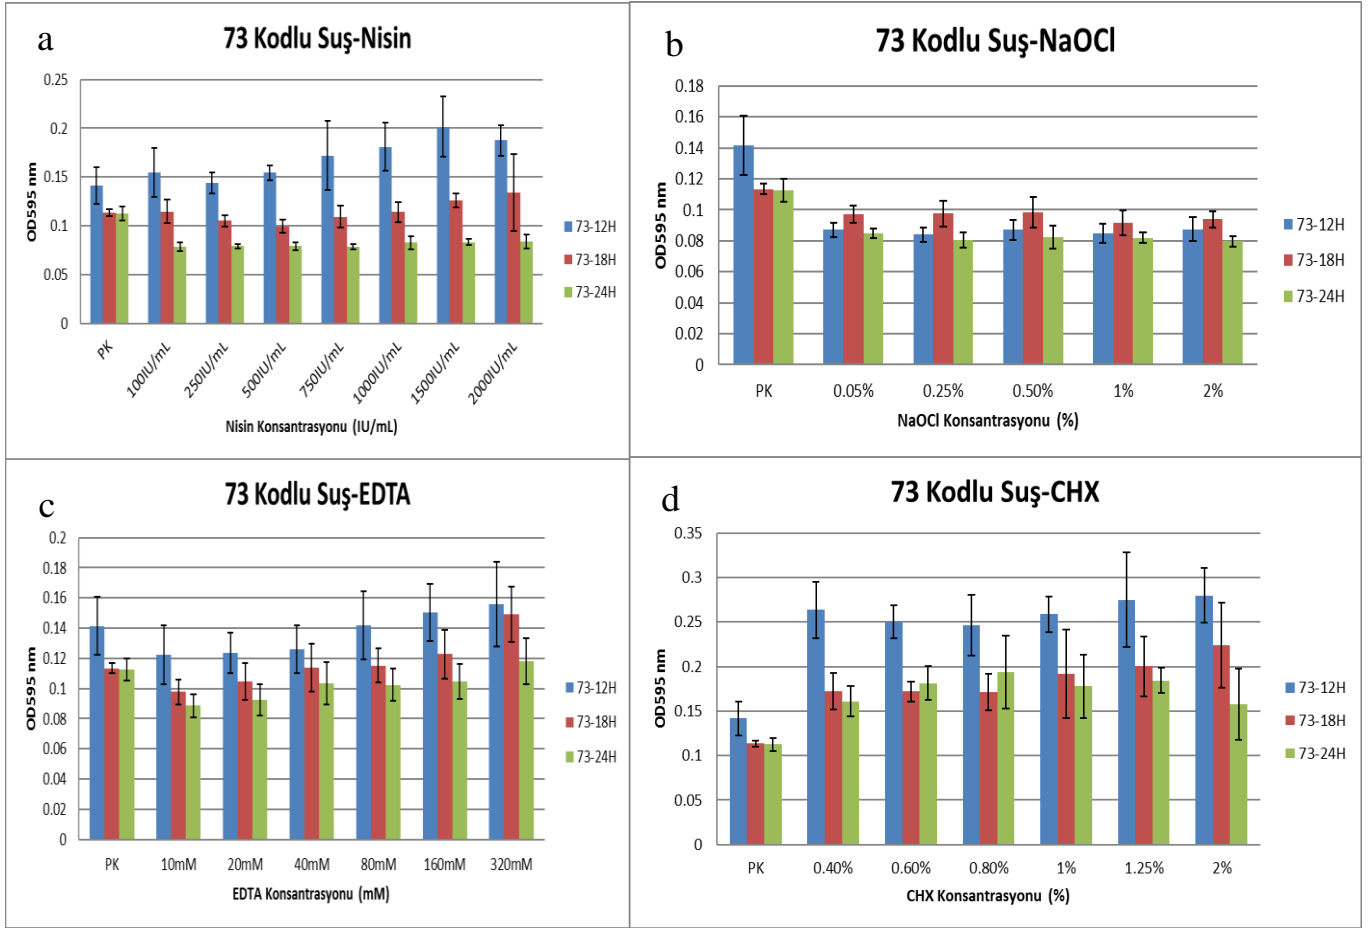 a
73 Kodlu Suş-Nisin
0.25
0.2
0.15
0.1
0.05
0
OD595 nm
PK
100IU/mL
250IU/mL
500IU/mL
750IU/mL
1000IU/mL
1500IU/mL
2000IU/mL
Nisin Konsantrasyonu (IU/mL)
73-12H
73-18H
73-24H
b
73 Kodlu Suş-NaOCl
0.18
0.16
0.14
0.12
0.1
0.08
0.06
0.04
0.02
0
OD595 nm
PK 0.05% 0.25% 0.50% 1% 2%
NaOCl Konsantrasyonu (%)
73-12H
73-18H
73-24H
c
73 Kodlu Suş-EDTA
0.2
0.18
0.16
0.14
0.12
0.1
0.08
0.06
0.04
0.02
0
OD595 nm
PK 10mM 20mM 40mM 80mM 160mM 320mM
EDTA Konsantrasyonu (mM)
73-12H
73-18H
73-24H
d
73 Kodlu Suş-CHX
0.35
0.3
0.25
0.2
0.15
0.1
0.05
0
OD595 nm
PK 0.40% 0.60% 0.80% 1% 1.25% 2%
CHX Konsantrasyonu (%)
73-12H
73-18H
73-24H